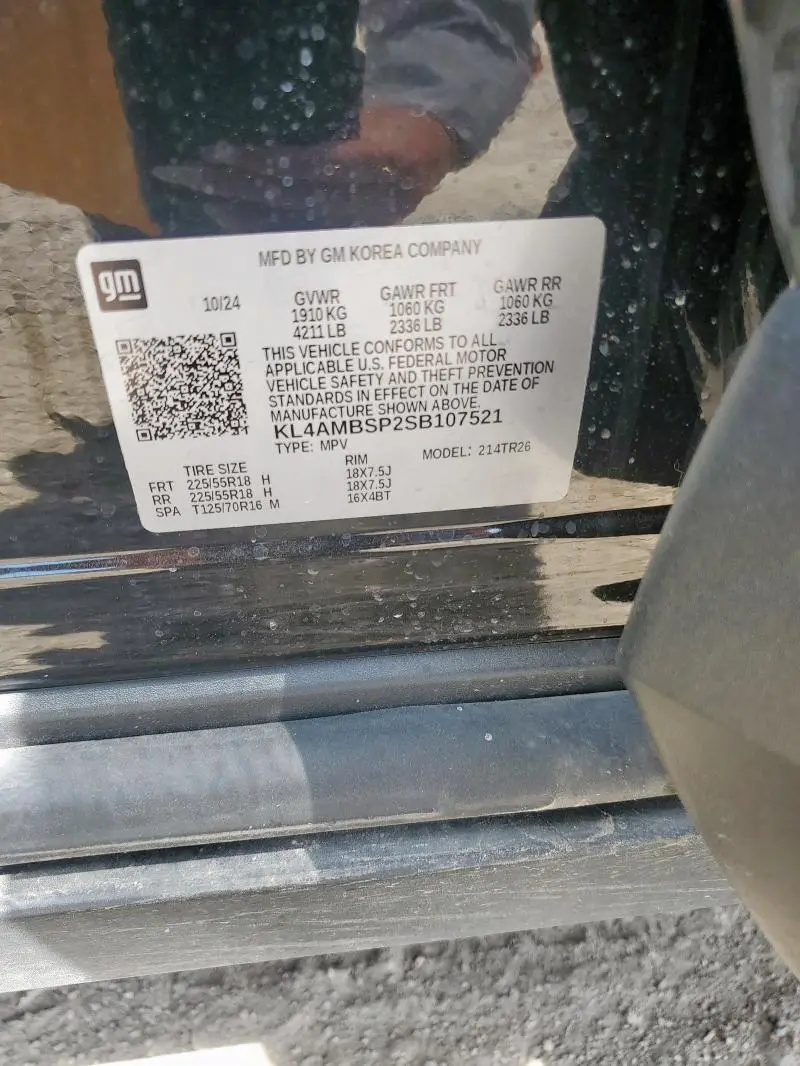 MFD BY GM KOREA COMPANY
gm
10/24
GVWR GAWR FRT GAWR RR
1910 KG 1060 KG 1060 KG
4211 LB 2336 LB 2336 LB
THIS VEHICLE CONFORMS TO ALL
APPLICABLE U.S. FEDERAL MOTOR
VEHICLE SAFETY AND THEFT PREVENTION
STANDARDS IN EFFECT ON THE DATE OF
MANUFACTURE SHOWN ABOVE.
KL4AMBSP2SB107521
TYPE: MPV MODEL: 214TR26
TIRE SIZE RIM
FRT 225/55R18 H 18X7.5J
RR 225/55R18 H 18X7.5J
SPA T125/70R16 M 16X4BT